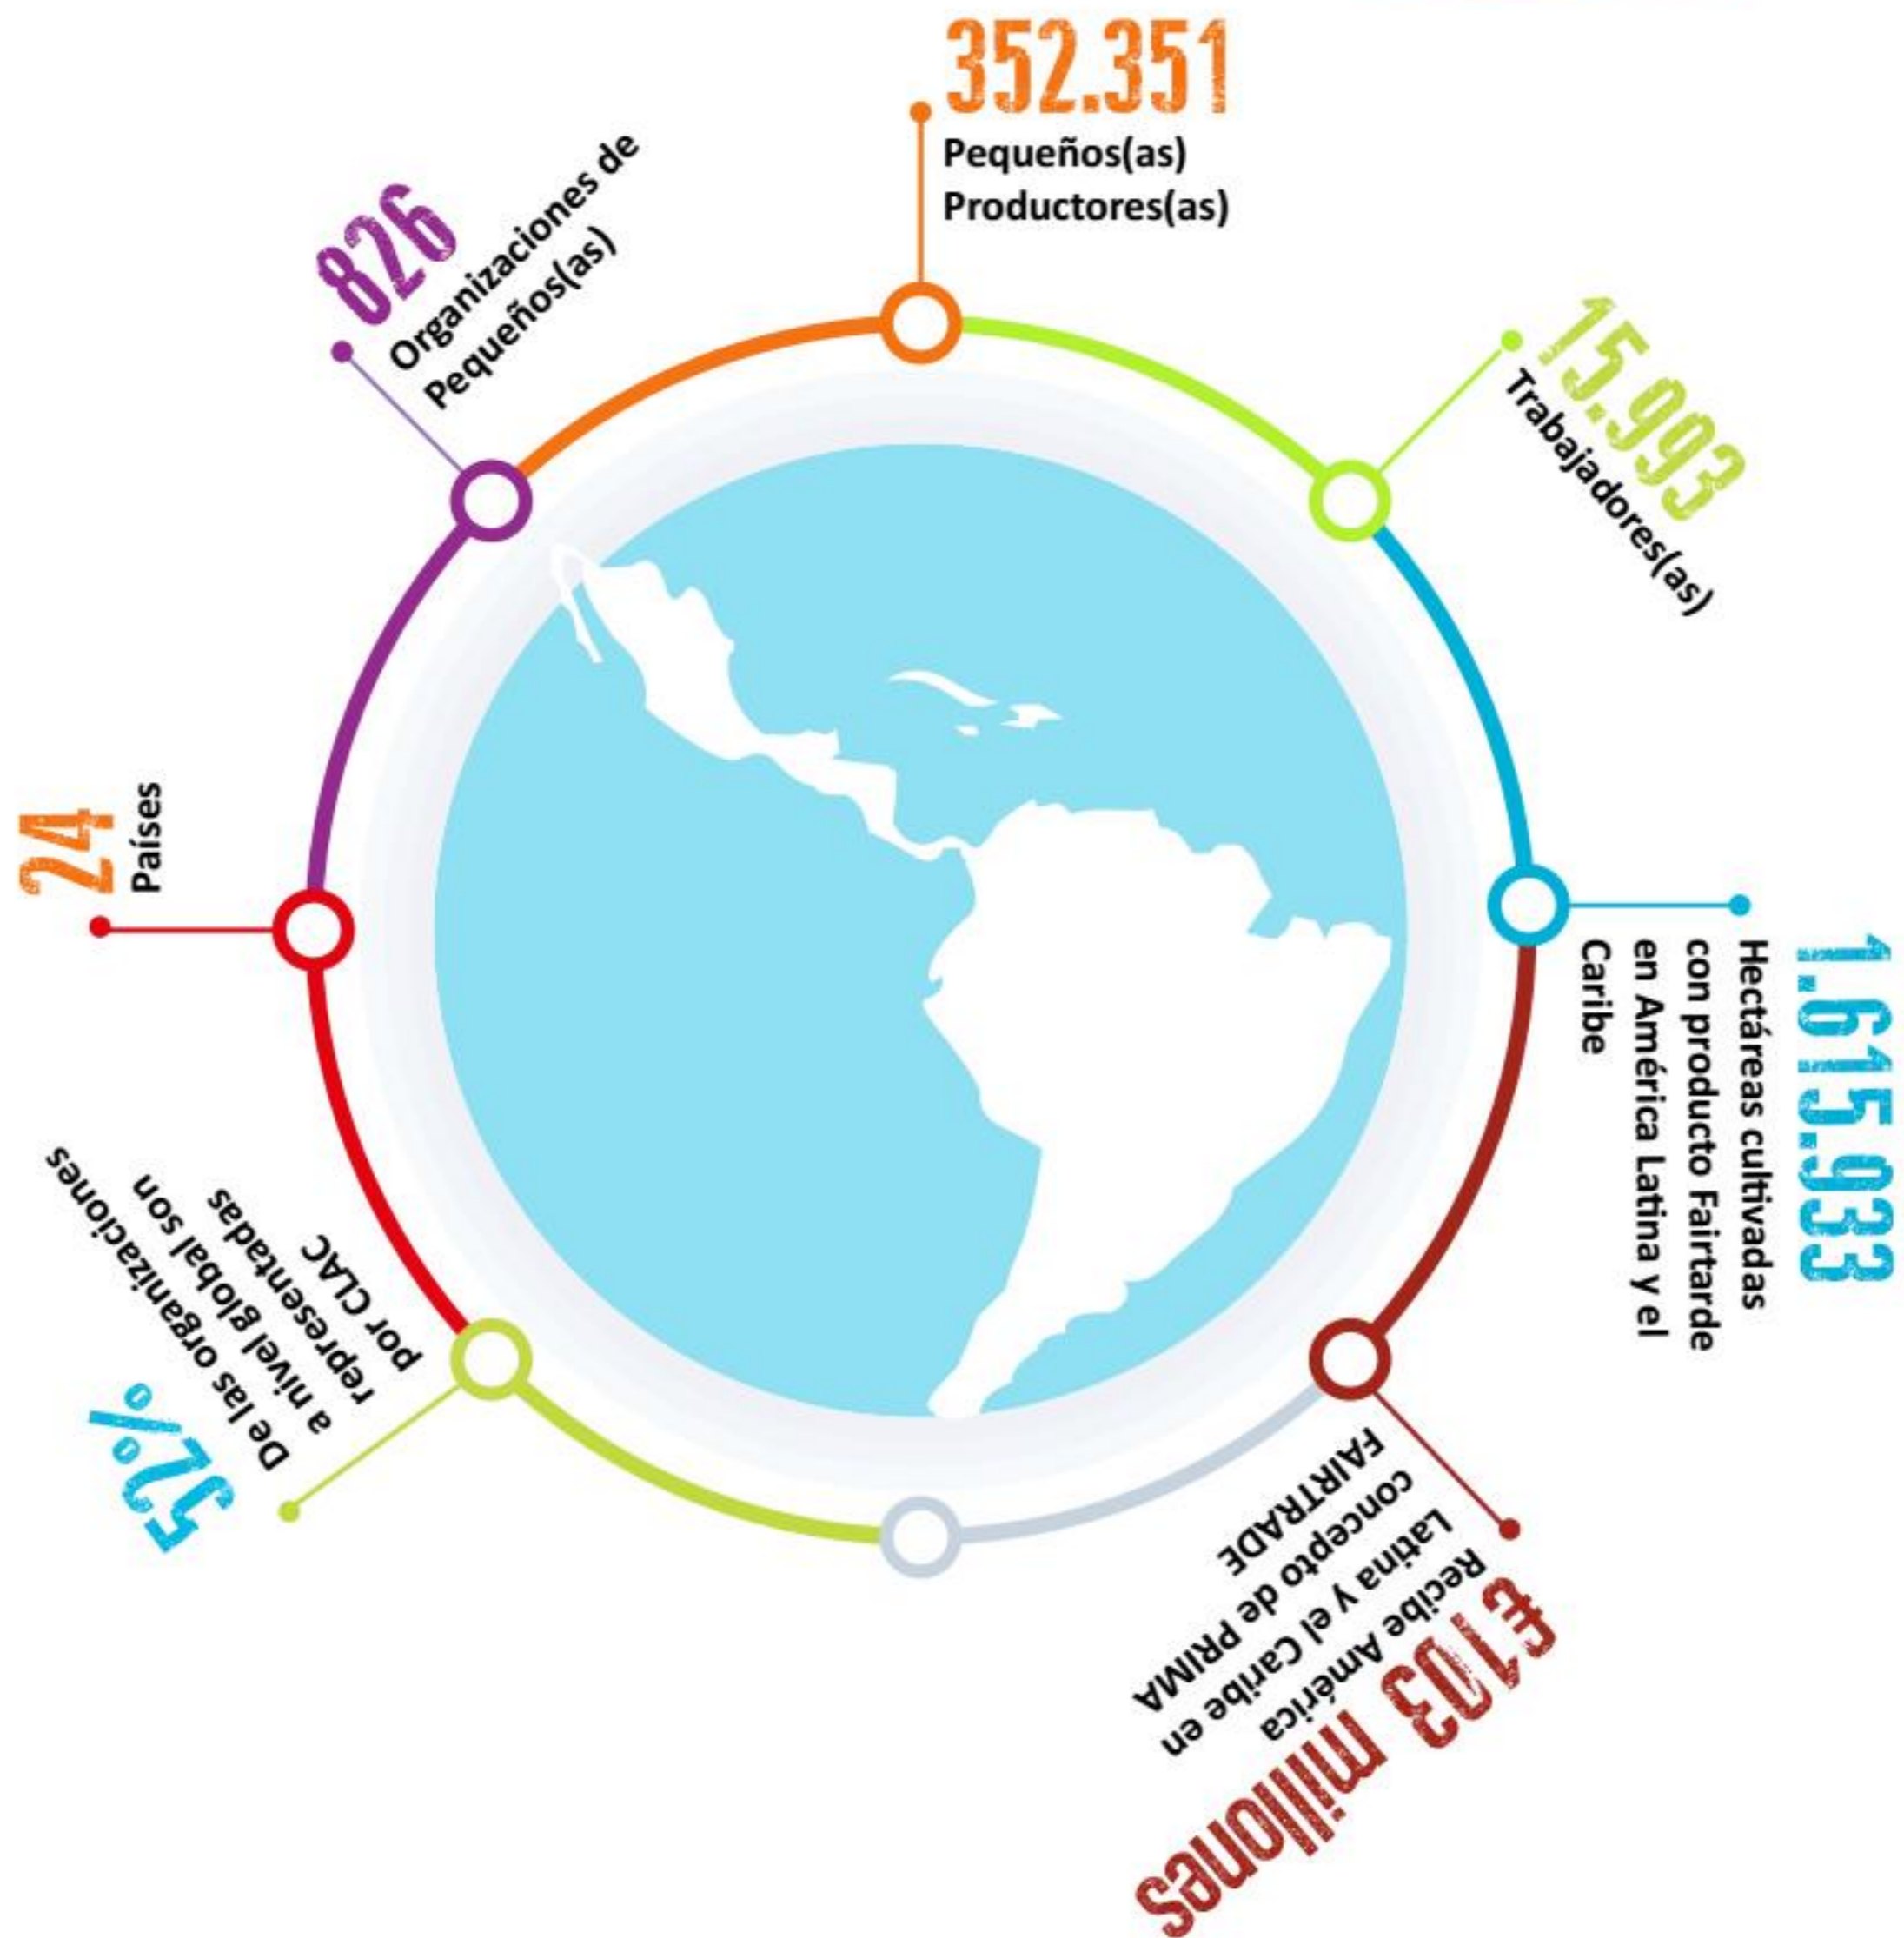 352.351
Pequeños(as)
Productores(as)
15.993
Trabajadores(as)
1.615.933
Hectáreas cultivadas
con producto Fairtarde
en América Latina y el
Caribe
€103 millones
Recibe América
Latina y el Caribe en
concepto de PRIMA
FAIRTRADE
52%
De las organizaciones
a nivel global son
representadas
por CLAC
24
Países
826
Organizaciones de
Pequeños(as)